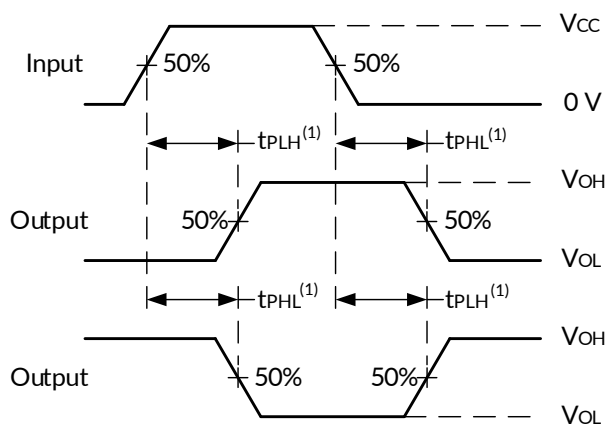 VCC
Input 50% 50%
0 V
tPLH(1) tPHL(1)
VOH
Output 50% 50%
VOL
tPHL(1) tPLH(1)
VOH
Output 50% 50%
VOL